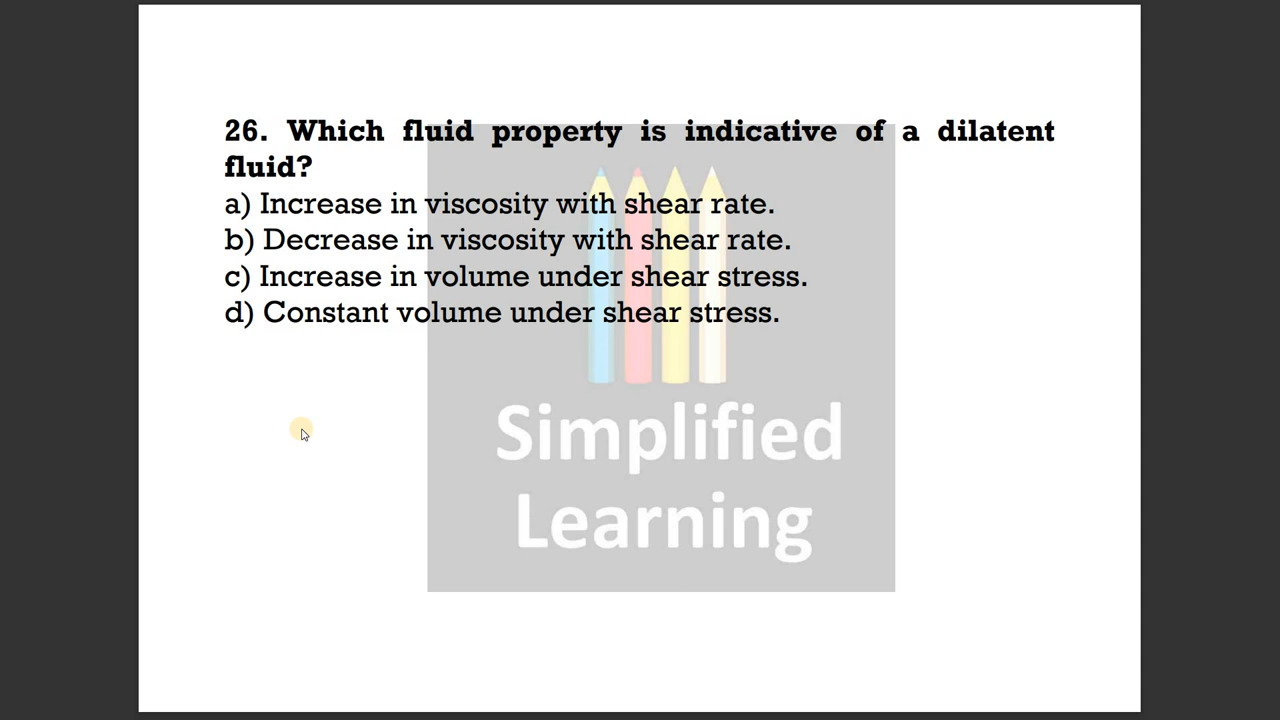 26. Which fluid property is indicative of a dilatent
fluid?
a) Increase in viscosity with shear rate.
b) Decrease in viscosity with shear rate.
c) Increase in volume under shear stress.
d) Constant volume under shear stress.
Simplified
Learning